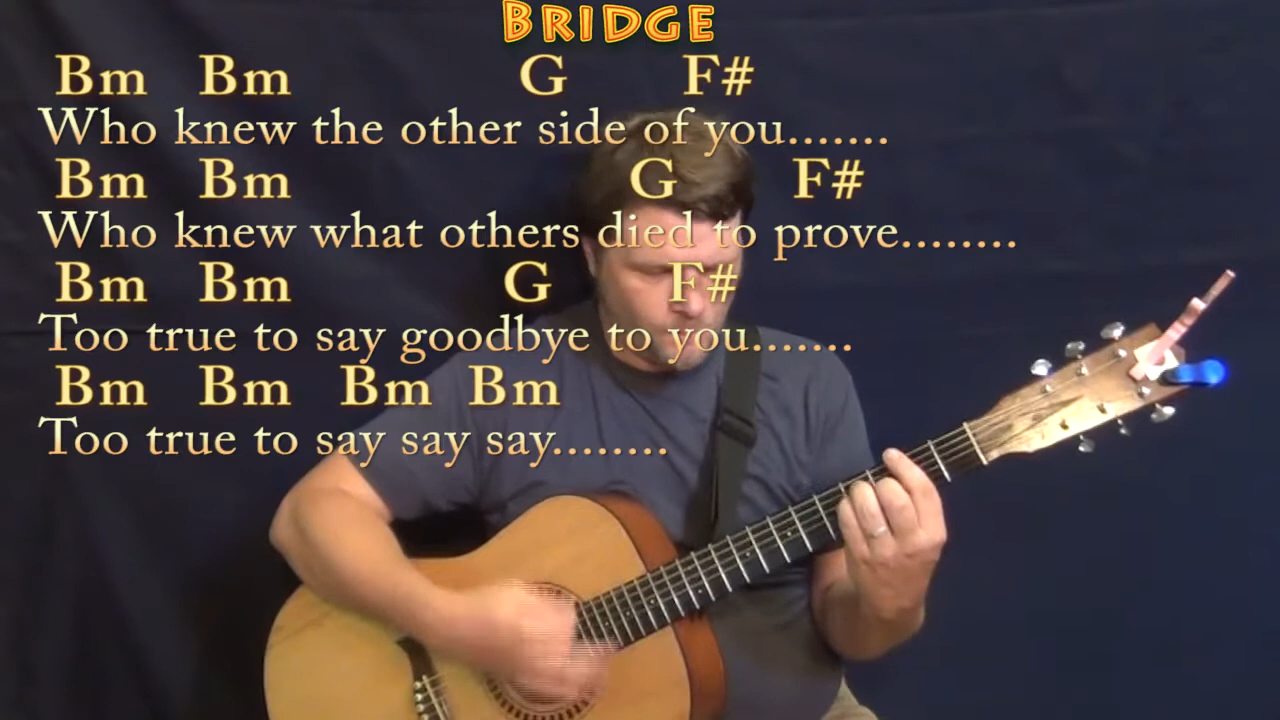 BRIDGE
Bm Bm G F#
Who knew the other side of you.......
Bm Bm G F#
Who knew what others died to prove........
Bm Bm G F#
Too true to say goodbye to you.......
Bm Bm Bm Bm
Too true to say say say........